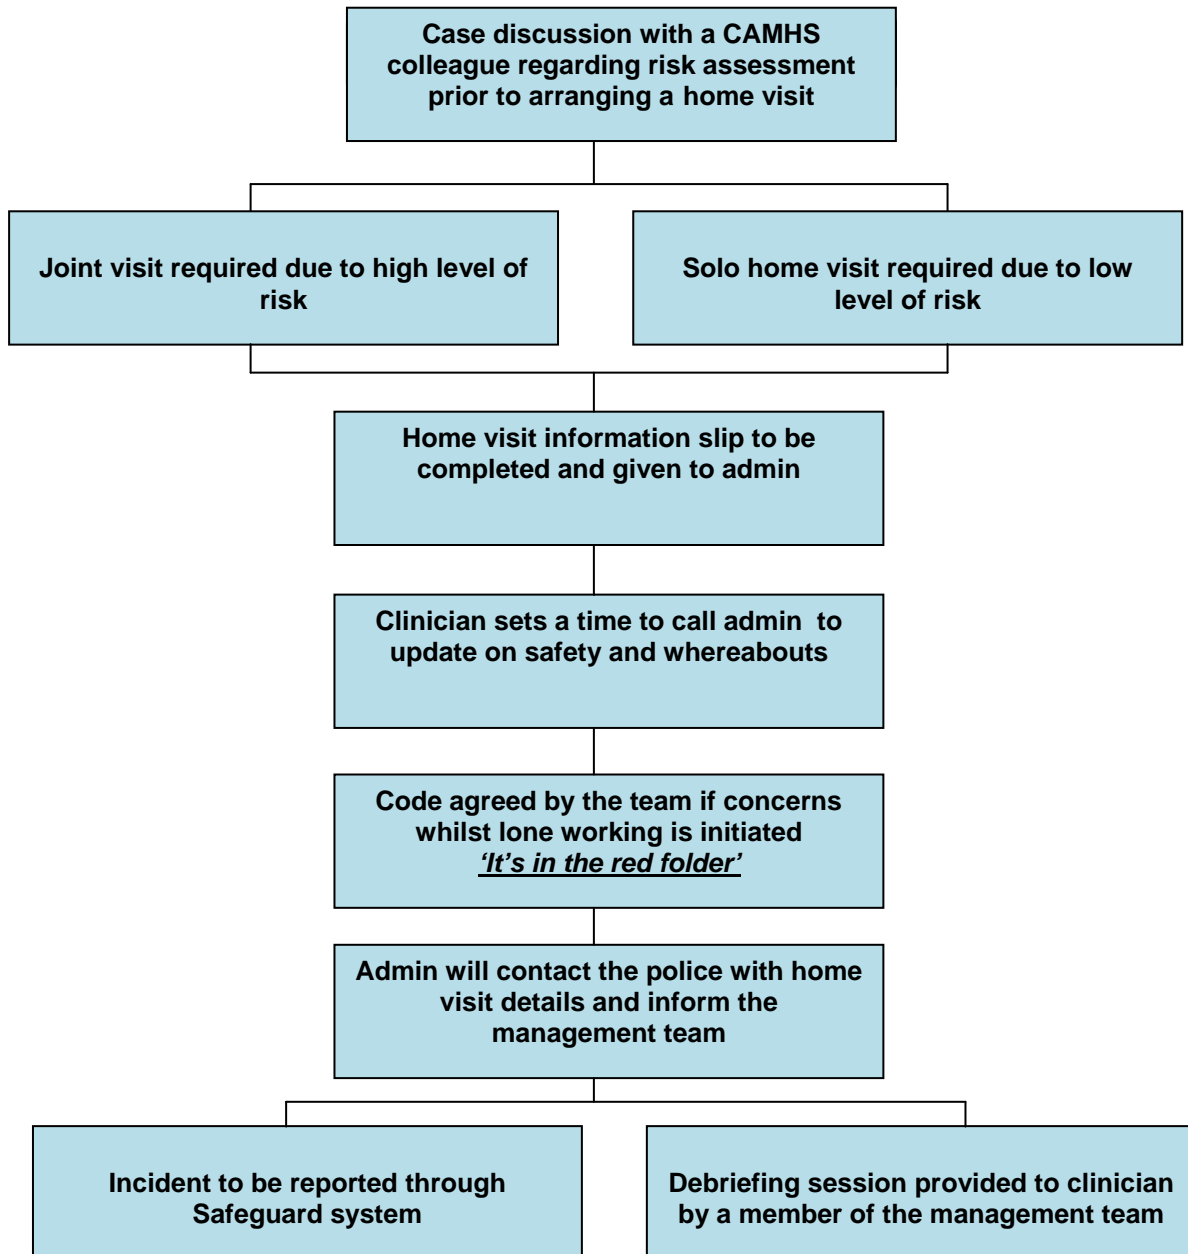 Case discussion with a CAMHS
colleague regarding risk assessment
prior to arranging a home visit
Joint visit required due to high level of
risk
Solo home visit required due to low
level of risk
Home visit information slip to be
completed and given to admin
Clinician sets a time to call admin  to
update on safety and whereabouts
Code agreed by the team if concerns
whilst lone working is initiated
‘It’s in the red folder’
Admin will contact the police with home
visit details and inform the
management team
Incident to be reported through
Safeguard system
Debriefing session provided to clinician
by a member of the management team